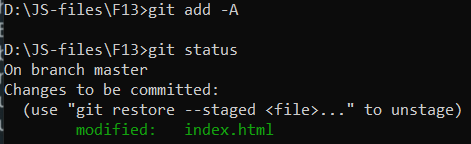 D:\JS-files\F13>git add -A
D:\JS-files\F13>git status
On branch master
Changes to be committed:
  (use "git restore --staged <file>..." to unstage)
        modified:   index.html